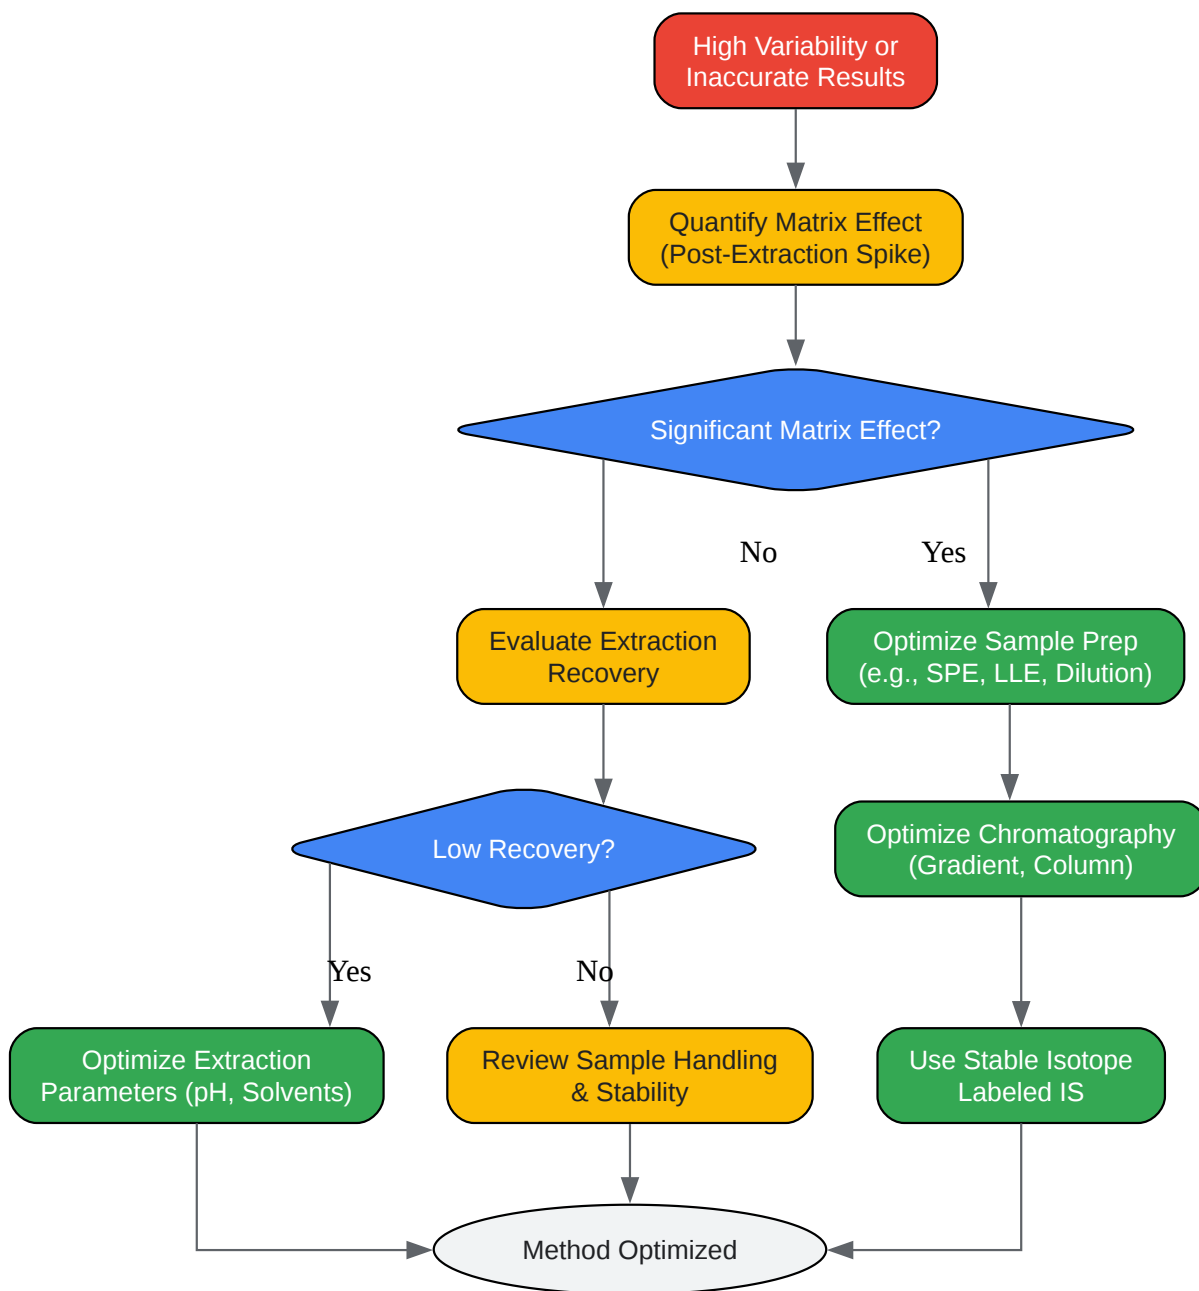 High Variability or
Inaccurate Results
Quantify Matrix Effect
(Post-Extraction Spike)
Significant Matrix Effect?
No
Yes
Evaluate Extraction
Recovery
Optimize Sample Prep
(e.g., SPE, LLE, Dilution)
Low Recovery?
Optimize Chromatography
(Gradient, Column)
Yes
No
Optimize Extraction
Parameters (pH, Solvents)
Review Sample Handling
& Stability
Use Stable Isotope
Labeled IS
Method Optimized